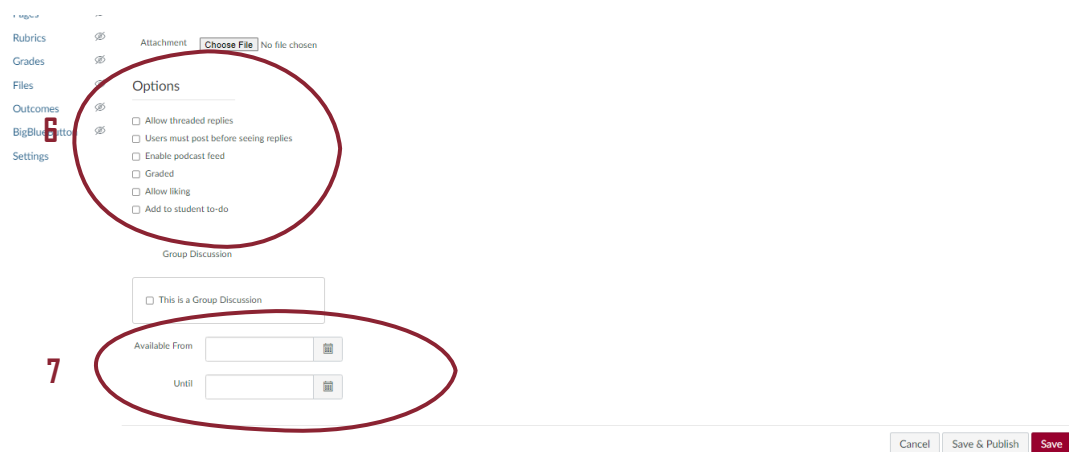 Pages
Rubrics
Grades
Files
Outcomes
BigBlueButton
Settings
6
Attachment Choose File No file chosen
Options
Allow threaded replies
Users must post before seeing replies
Enable podcast feed
Graded
Allow liking
Add to student to-do
Group Discussion
This is a Group Discussion
7
Available From
Until
Cancel Save & Publish Save